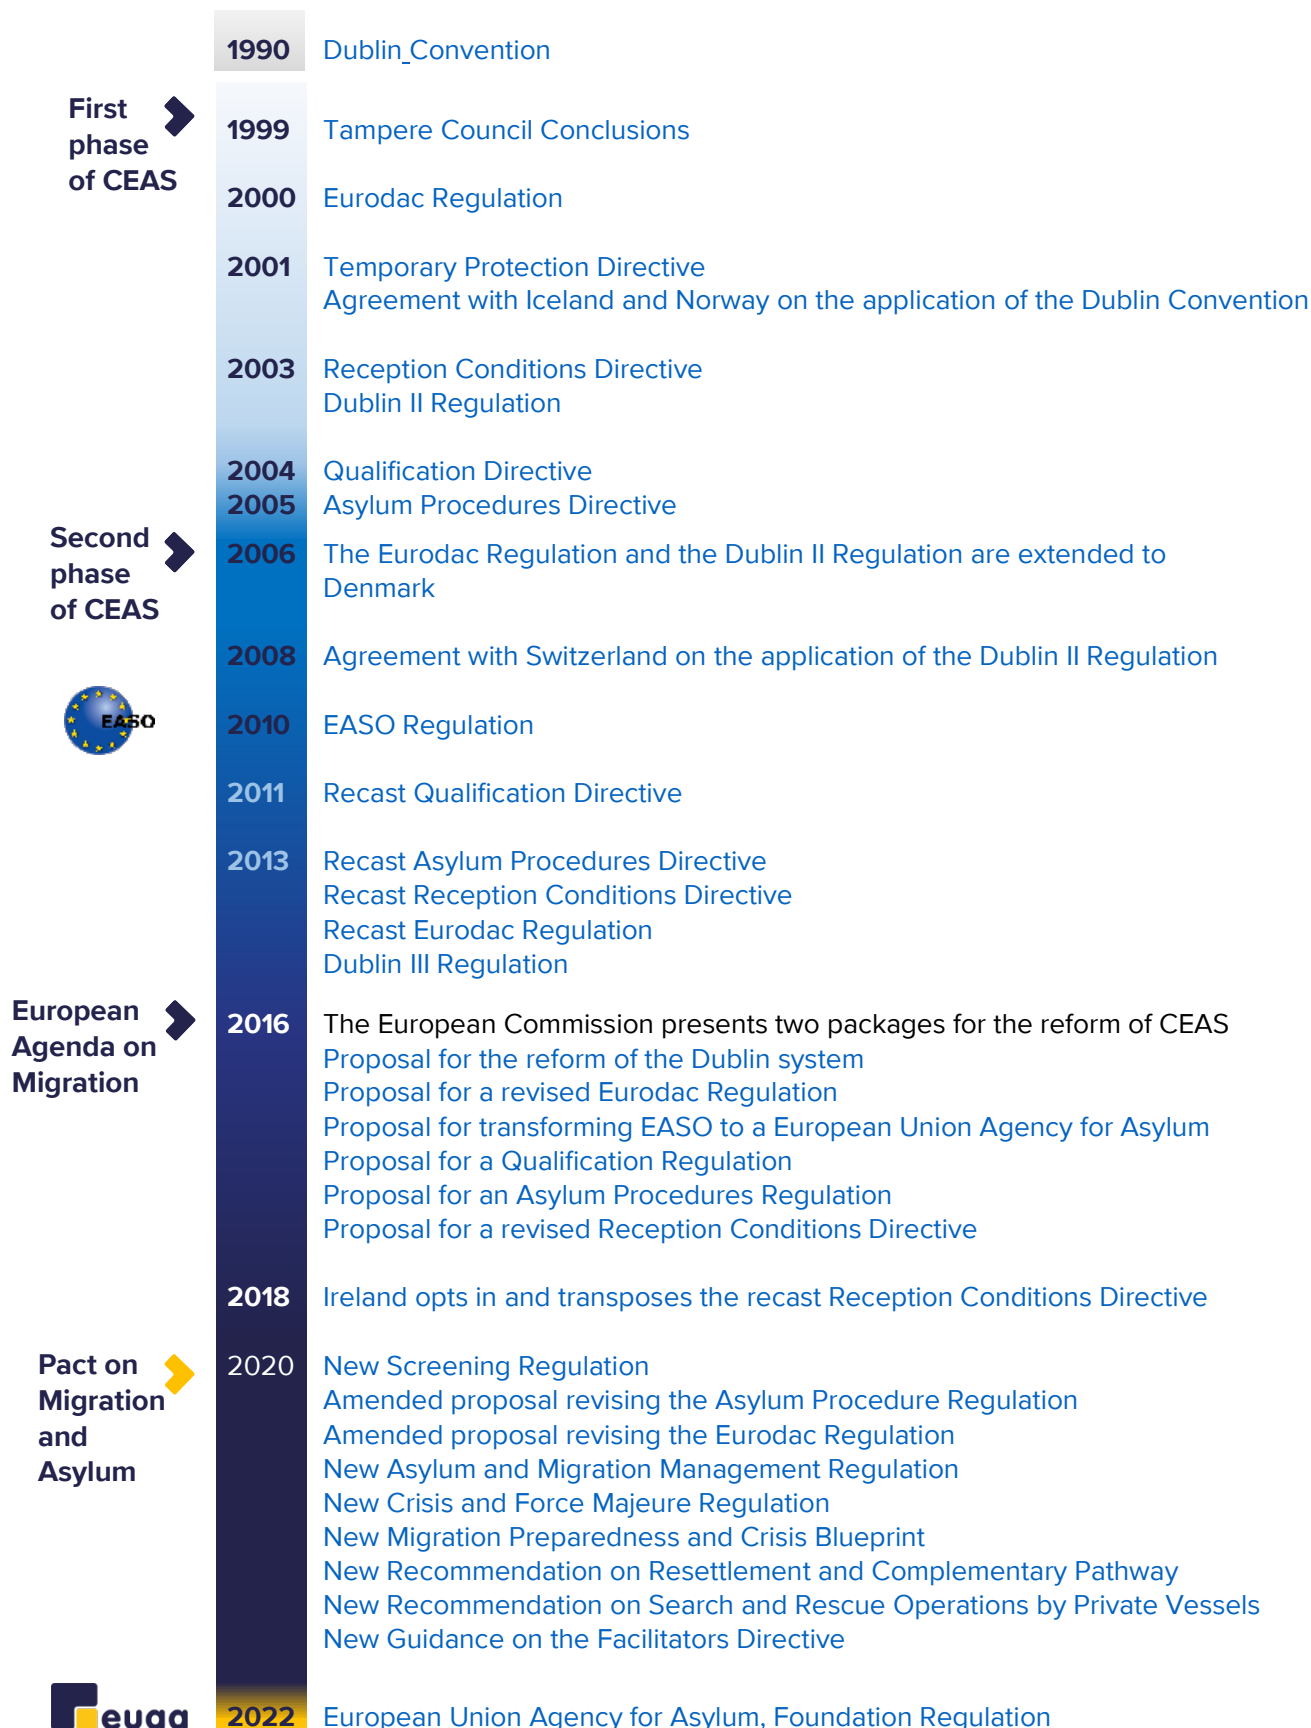 1990 Dublin Convention
First
phase
of CEAS
1999 Tampere Council Conclusions
2000 Eurodac Regulation
2001 Temporary Protection Directive
Agreement with Iceland and Norway on the application of the Dublin Convention
2003 Reception Conditions Directive
Dublin II Regulation
2004 Qualification Directive
2005 Asylum Procedures Directive
Second
phase
of CEAS
2006 The Eurodac Regulation and the Dublin II Regulation are extended to
Denmark
2008 Agreement with Switzerland on the application of the Dublin II Regulation
EASO
2010 EASO Regulation
2011 Recast Qualification Directive
2013 Recast Asylum Procedures Directive
Recast Reception Conditions Directive
Recast Eurodac Regulation
Dublin III Regulation
European
Agenda on
Migration
2016 The European Commission presents two packages for the reform of CEAS
Proposal for the reform of the Dublin system
Proposal for a revised Eurodac Regulation
Proposal for transforming EASO to a European Union Agency for Asylum
Proposal for a Qualification Regulation
Proposal for an Asylum Procedures Regulation
Proposal for a revised Reception Conditions Directive
2018 Ireland opts in and transposes the recast Reception Conditions Directive
Pact on
Migration
and
Asylum
2020 New Screening Regulation
Amended proposal revising the Asylum Procedure Regulation
Amended proposal revising the Eurodac Regulation
New Asylum and Migration Management Regulation
New Crisis and Force Majeure Regulation
New Migration Preparedness and Crisis Blueprint
New Recommendation on Resettlement and Complementary Pathway
New Recommendation on Search and Rescue Operations by Private Vessels
New Guidance on the Facilitators Directive
euaa
2022 European Union Agency for Asylum, Foundation Regulation